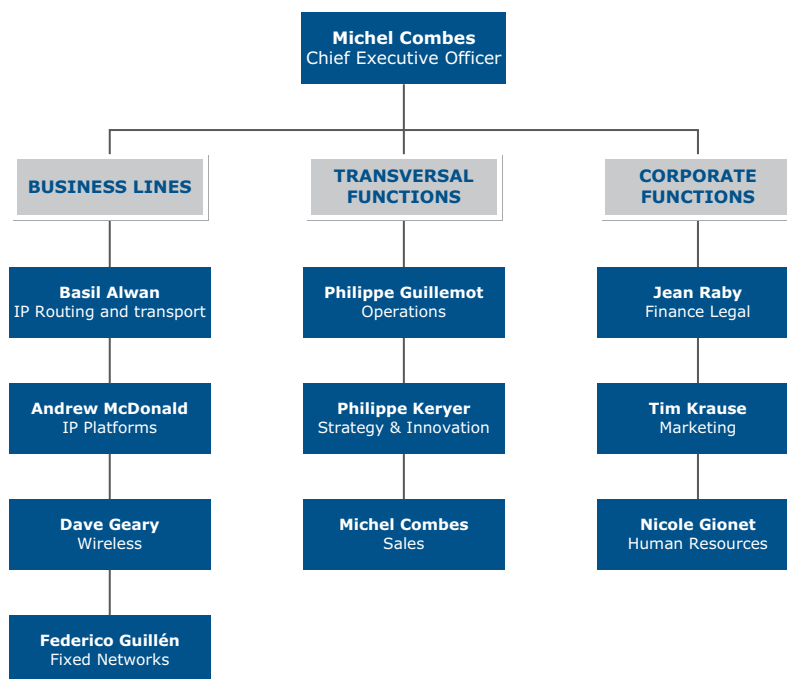 Michel Combes
Chief Executive Officer
BUSINESS LINES
TRANSVERSAL
FUNCTIONS
CORPORATE
FUNCTIONS
Basil Alwan
IP Routing and transport
Philippe Guillemot
Operations
Jean Raby
Finance Legal
Andrew McDonald
IP Platforms
Philippe Keryer
Strategy & Innovation
Tim Krause
Marketing
Dave Geary
Wireless
Michel Combes
Sales
Nicole Gionet
Human Resources
Federico Guillén
Fixed Networks